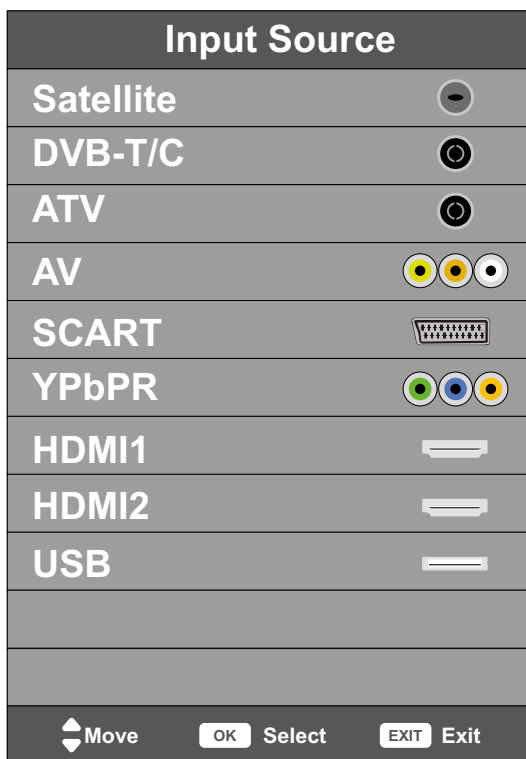 Input Source
Satellite
DVB-T/C
ATV
AV
SCART
YPbPR
HDMI1
HDMI2
USB
Move OK Select EXIT Exit